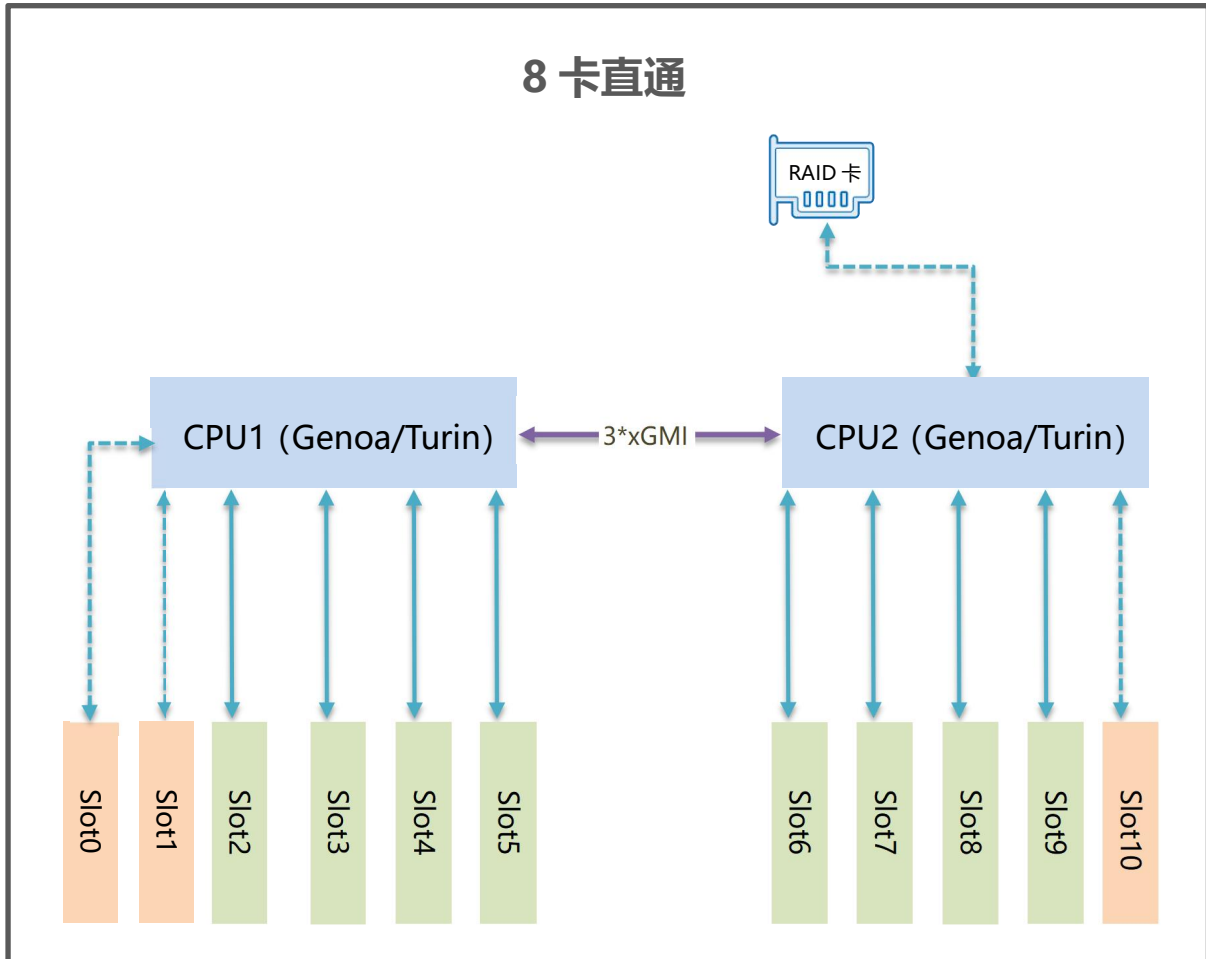 8 卡直通
RAID 卡
CPU1 (Genoa/Turin)
3*xGMI
CPU2 (Genoa/Turin)
Slot0
Slot1
Slot2
Slot3
Slot4
Slot5
Slot6
Slot7
Slot8
Slot9
Slot10